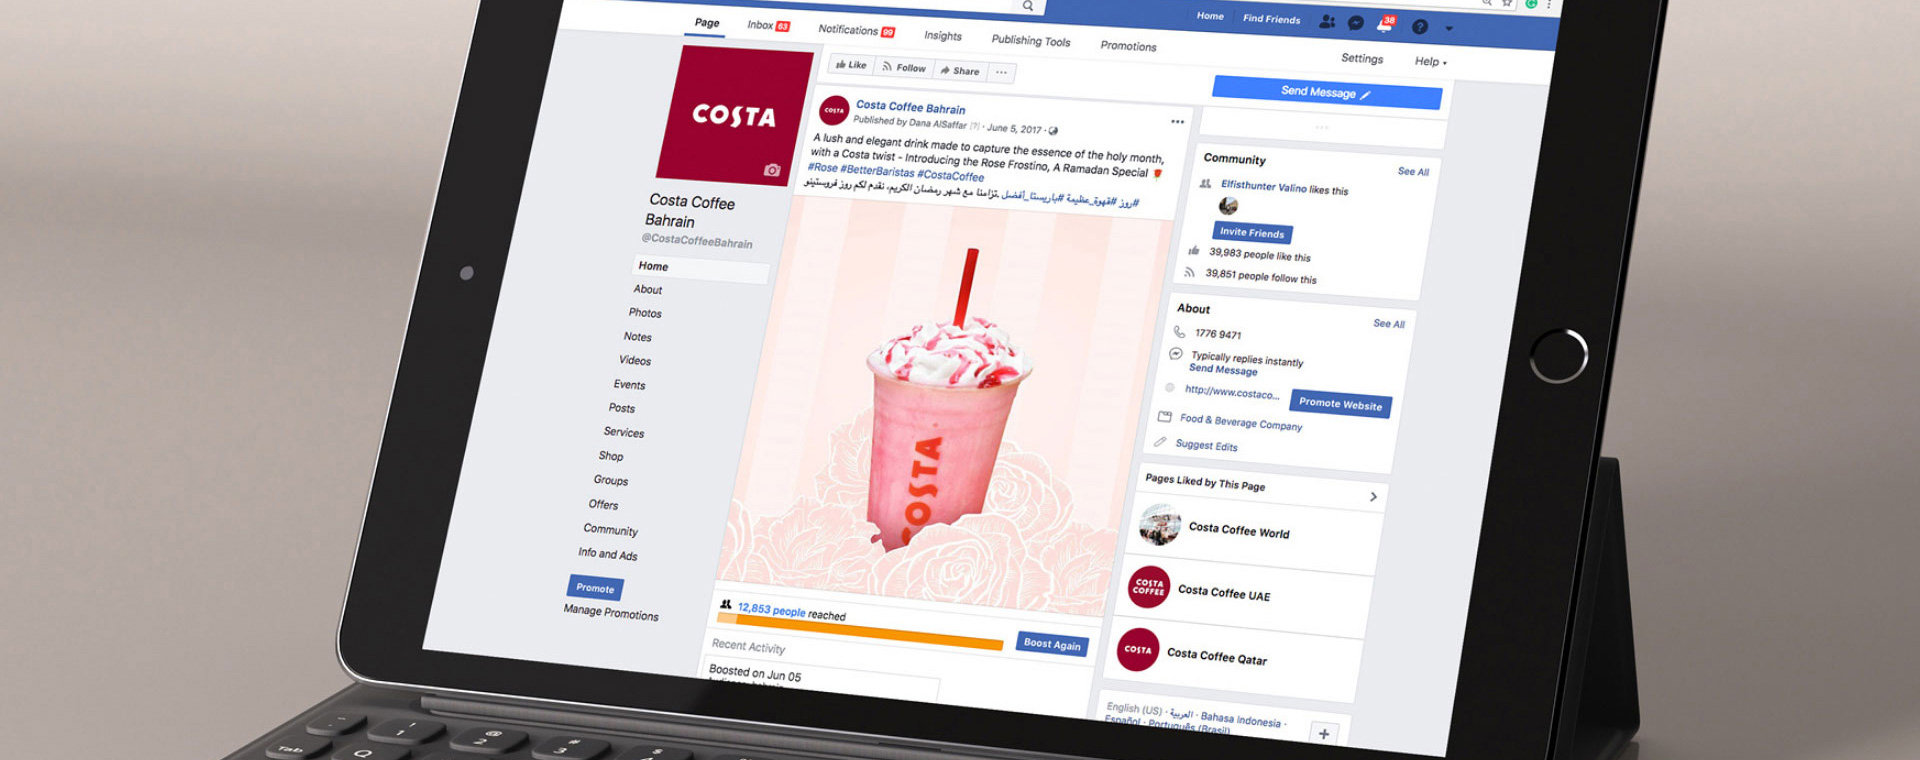 Home Find Friends 38
Page Inbox 63 Notifications 99 Insights Publishing Tools Promotions Settings Help
Like Follow Share ...
Send Message
COSTA
Costa Coffee
Bahrain
@CostaCoffeeBahrain
Home
About
Photos
Notes
Videos
Events
Posts
Services
Shop
Groups
Offers
Community
Info and Ads
Promote
Manage Promotions
COSTA
Costa Coffee Bahrain
Published by Dana AlSaffar [?] · June 5, 2017 ·
A lush and elegant drink made to capture the essence of the holy month,
with a Costa twist - Introducing the Rose Frostino, A Ramadan Special
#Rose #BetterBaristas #CostaCoffee
تزامنا مع شهر رمضان الكريم، نقدم لكم روز فروستينو. #روز #قهوة_عظيمة #باريستا_أفضل
COSTA
12,853 people reached
Boost Again
Recent Activity
Boosted on Jun 05
Community See All
Elfisthunter Valino likes this
Invite Friends
39,983 people like this
39,851 people follow this
About See All
1776 9471
Typically replies instantly
Send Message
http://www.costaco...
Promote Website
Food & Beverage Company
Suggest Edits
Pages Liked by This Page
Costa Coffee World
COSTA
COFFEE
Costa Coffee UAE
COSTA
Costa Coffee Qatar
English (US) · العربية · Bahasa Indonesia ·
Español · Português (Brasil)
+
1 @ 2 # 3 $
Tab Q